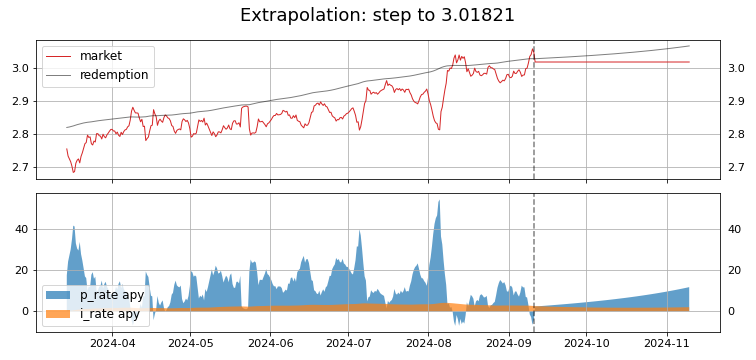 Extrapolation: step to 3.01821
market
redemption
3.0 3.0
2.9 2.9
2.8 2.8
2.7 2.7
40 40
20 20
0 0
p_rate apy
i_rate apy
2024-04 2024-05 2024-06 2024-07 2024-08 2024-09 2024-10 2024-11